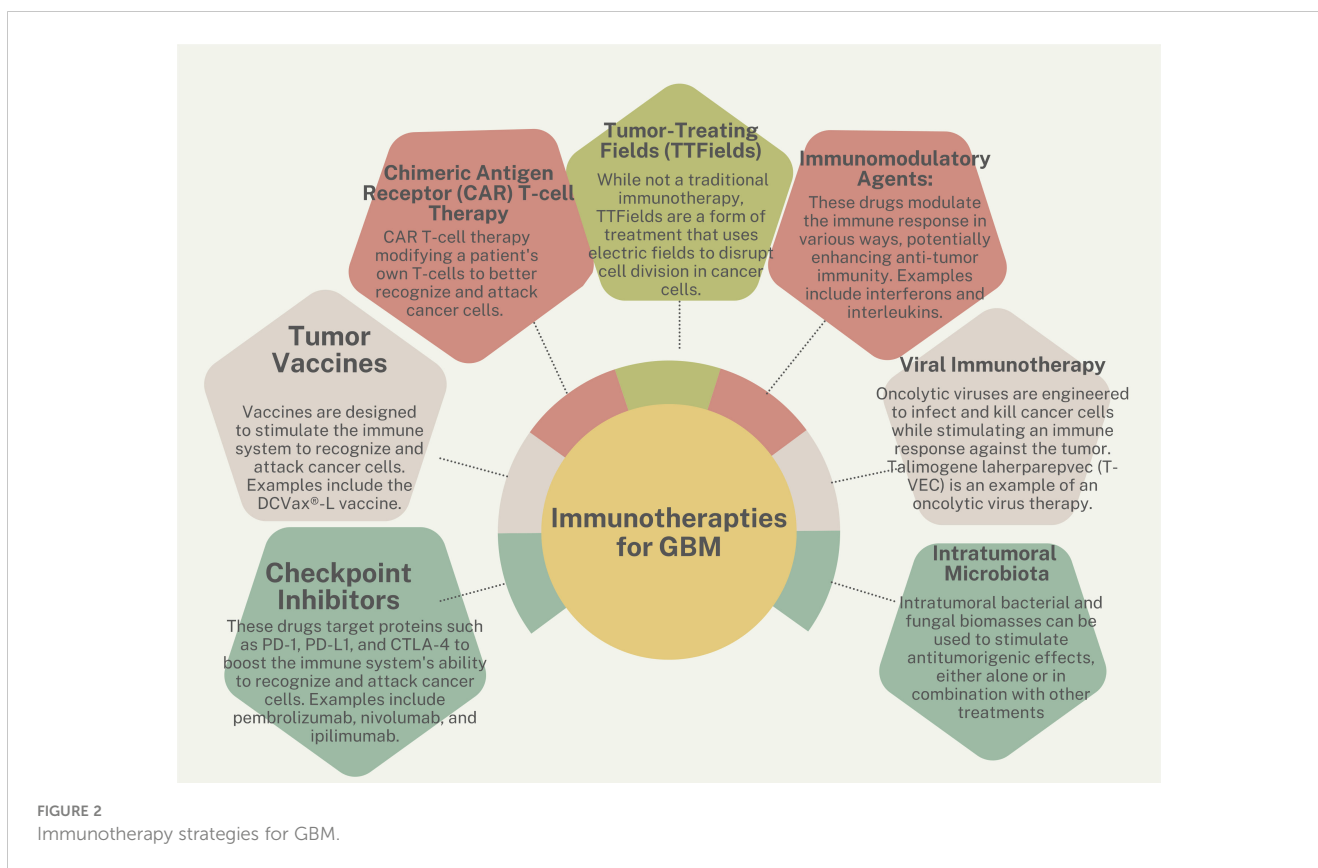 Tumor-Treating
Fields (TTFields)
While not a traditional
immunotherapy,
TTFields are a form of
treatment that uses
electric fields to disrupt
cell division in cancer
cells.
Chimeric Antigen
Receptor (CAR) T-cell
Therapy
CAR T-cell therapy
modifying a patient's
own T-cells to better
recognize and attack
cancer cells.
Immunomodulatory
Agents:
These drugs modulate
the immune response in
various ways, potentially
enhancing anti-tumor
immunity. Examples
include interferons and
interleukins.
Tumor
Vaccines
Vaccines are designed
to stimulate the immune
system to recognize and
attack cancer cells.
Examples include the
DCVax®-L vaccine.
Viral Immunotherapy
Oncolytic viruses are engineered
to infect and kill cancer cells
while stimulating an immune
response against the tumor.
Talimogene laherparepvec (T-
VEC) is an example of an
oncolytic virus therapy.
Immunotherapties
for GBM
Checkpoint
Inhibitors
These drugs target proteins such
as PD-1, PD-L1, and CTLA-4 to
boost the immune system's ability
to recognize and attack cancer
cells. Examples include
pembrolizumab, nivolumab, and
ipilimumab.
Intratumoral
Microbiota
Intratumoral bacterial and
fungal biomasses can be
used to stimulate
antitumorigenic effects,
either alone or in
combination with other
treatments
FIGURE 2
Immunotherapy strategies for GBM.